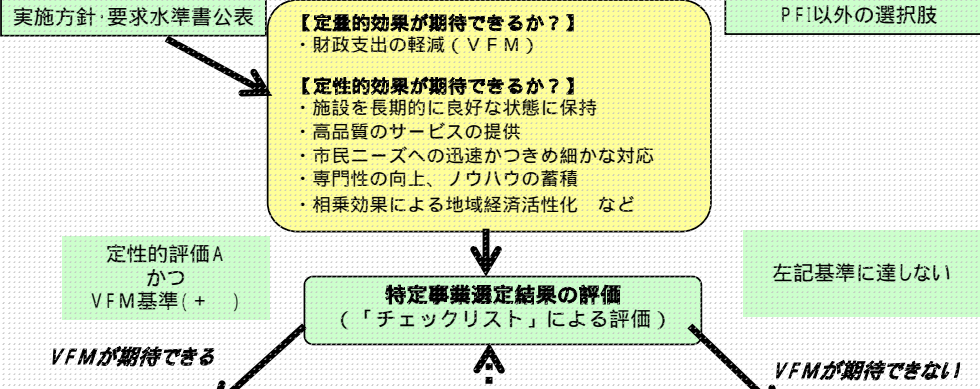 実施方針・要求水準書公表
【定量的効果が期待できるか？】
・財政支出の軽減（ＶＦＭ）
【定性的効果が期待できるか？】
・施設を長期的に良好な状態に保持
・高品質のサービスの提供
・市民ニーズへの迅速かつきめ細かな対応
・専門性の向上、ノウハウの蓄積
・相乗効果による地域経済活性化　など
PFI以外の選択肢
定性的評価A
かつ
VFM基準(+　)
特定事業選定結果の評価
（「チェックリスト」による評価）
左記基準に達しない
VFMが期待できる
VFMが期待できない